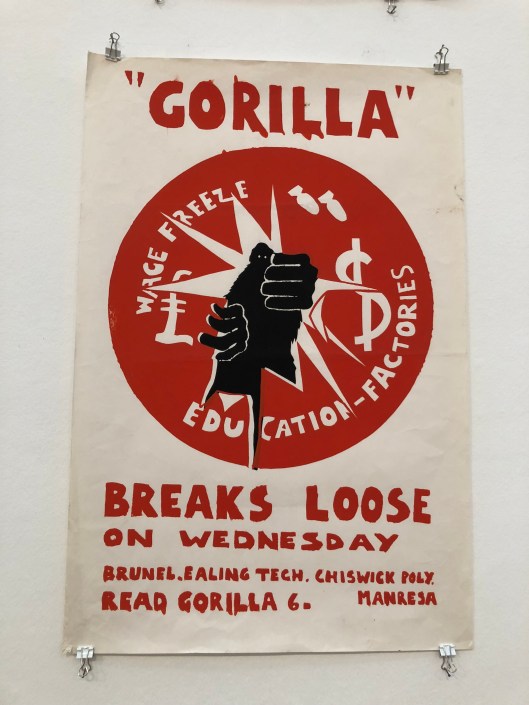 "GORILLA"
WAGE FREEZE
£
$
EDUCATION-FACTORIES
BREAKS LOOSE
ON WEDNESDAY
BRUNEL.EALING TECH. CHISWICK POLY.
READ GORILLA 6. MANRESA